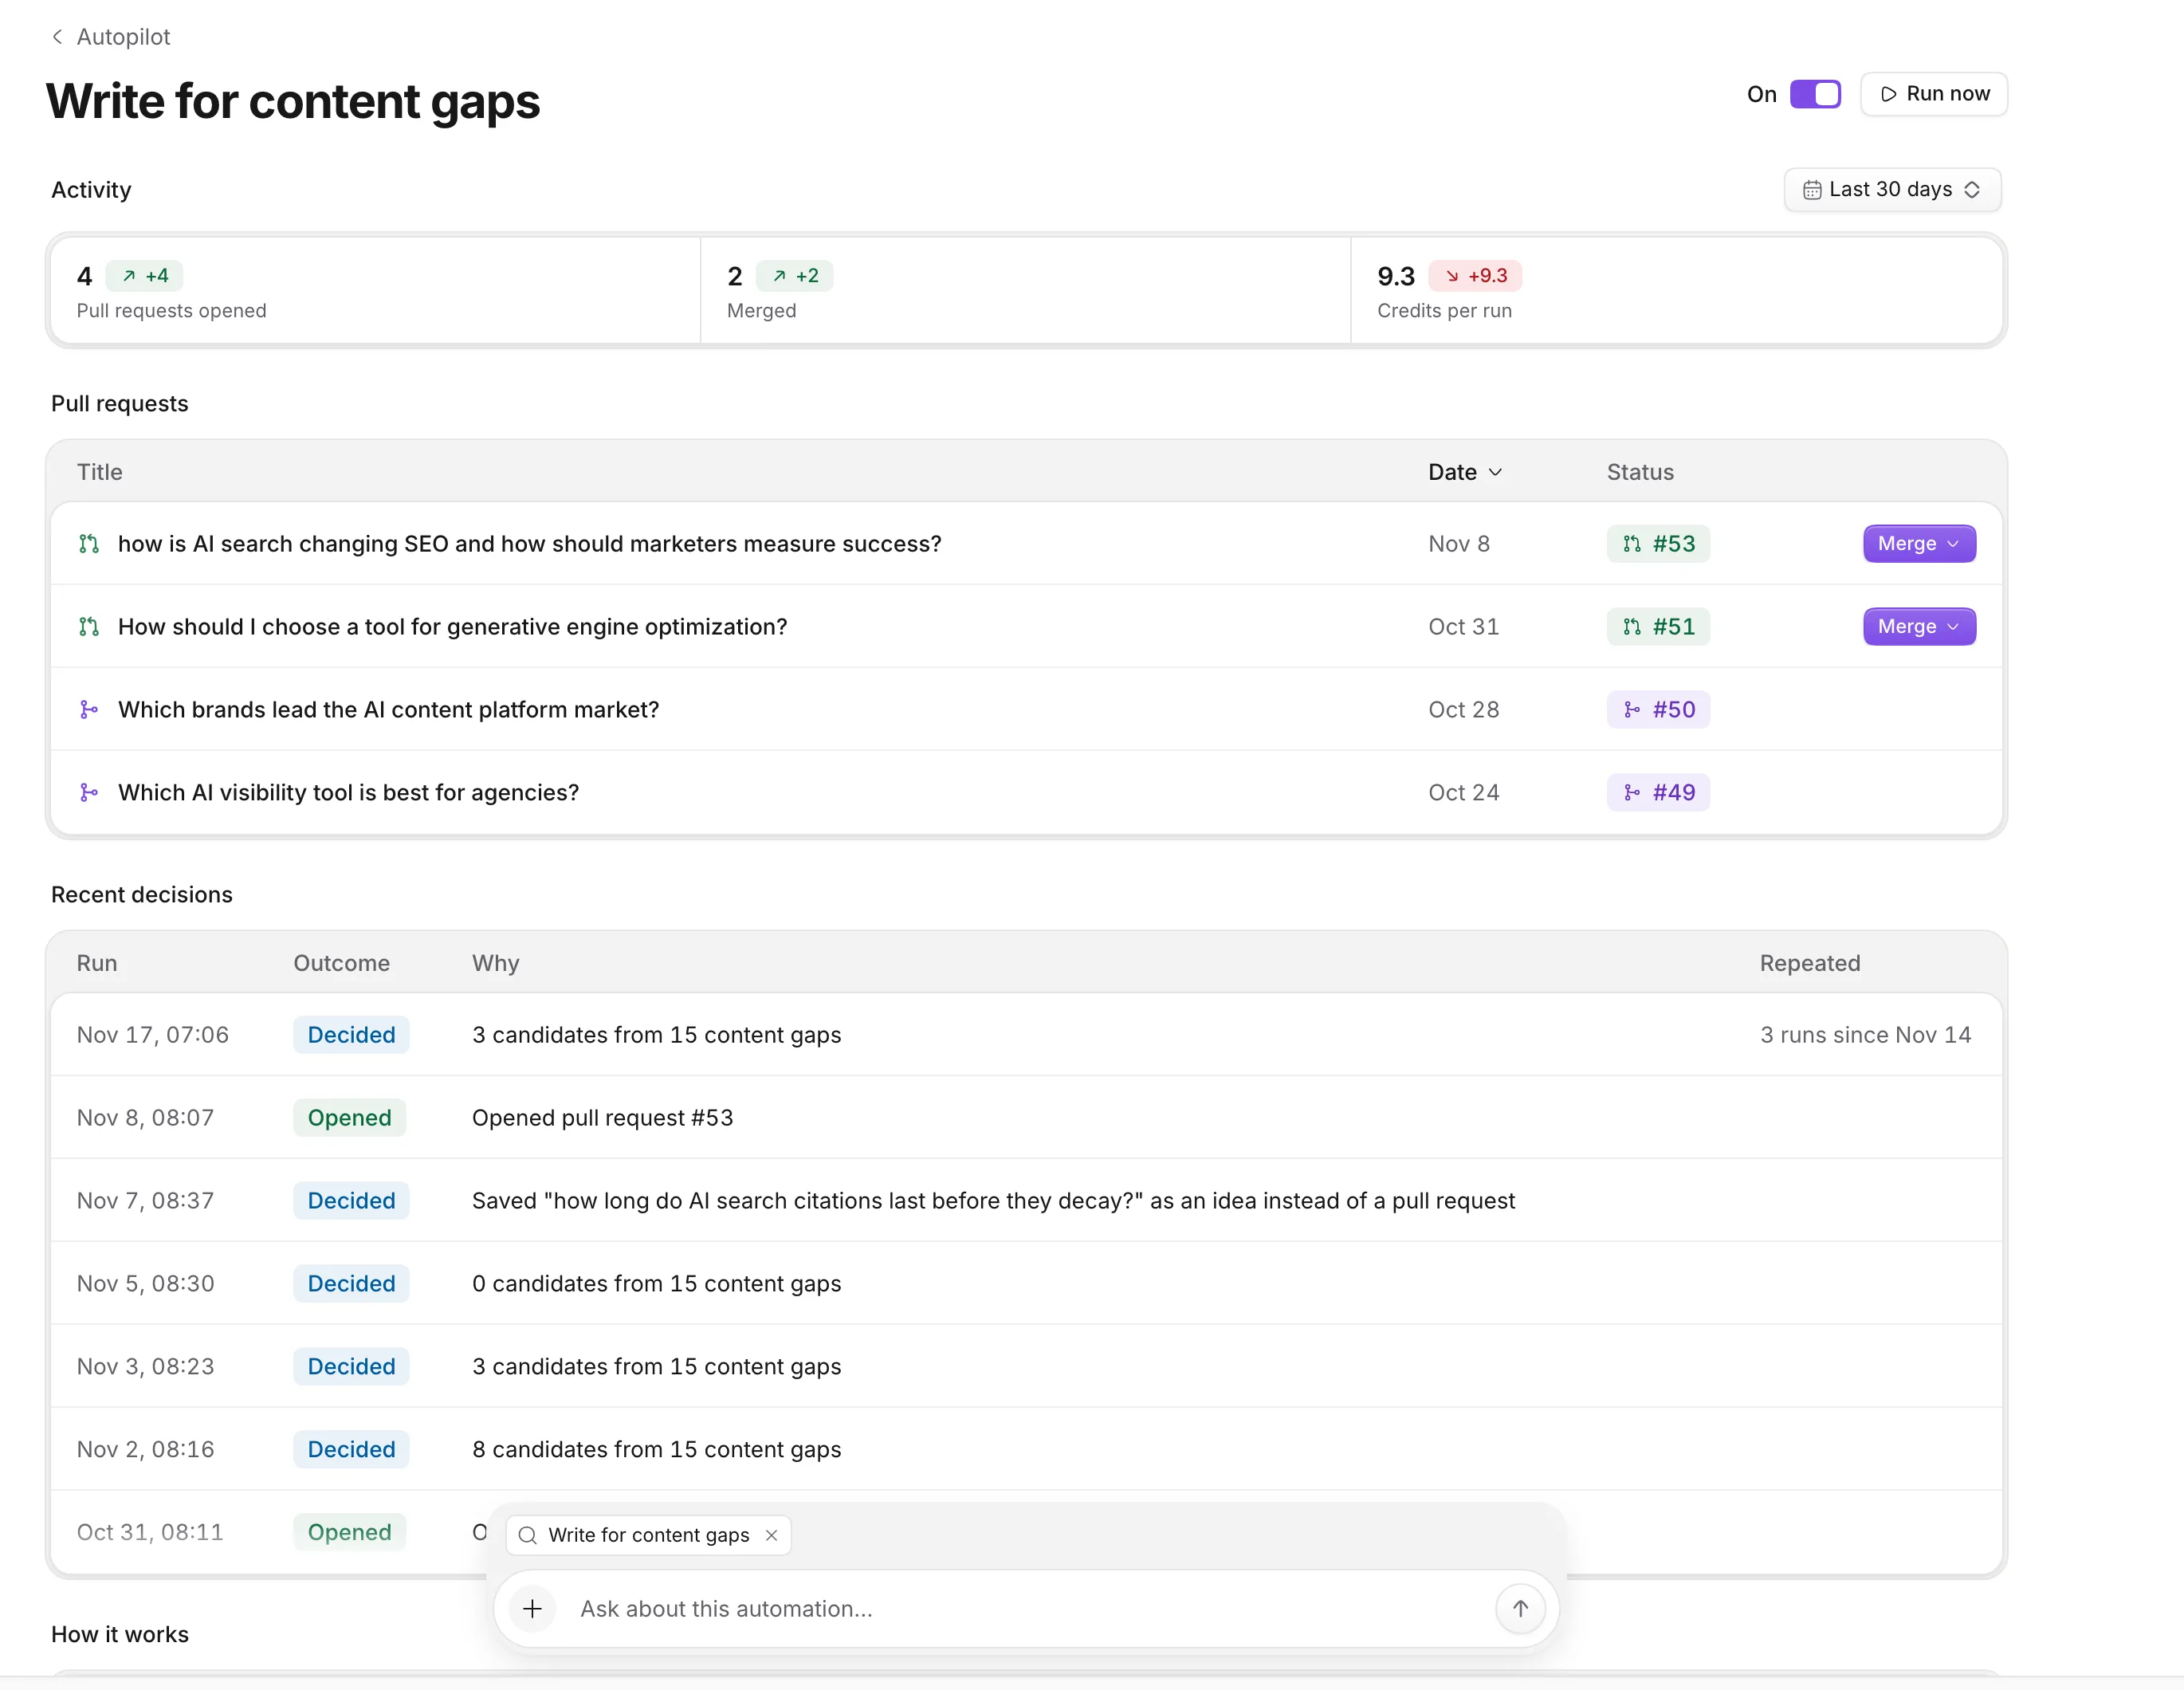 Autopilot
Write for content gaps
On
Run now
Activity
Last 30 days
4 +4
Pull requests opened
2 +2
Merged
9.3 +9.3
Credits per run
Pull requests
Title Date Status
how is AI search changing SEO and how should marketers measure success? Nov 8 #53 Merge
How should I choose a tool for generative engine optimization? Oct 31 #51 Merge
Which brands lead the AI content platform market? Oct 28 #50
Which AI visibility tool is best for agencies? Oct 24 #49
Recent decisions
Run Outcome Why Repeated
Nov 17, 07:06 Decided 3 candidates from 15 content gaps 3 runs since Nov 14
Nov 8, 08:07 Opened Opened pull request #53
Nov 7, 08:37 Decided Saved "how long do AI search citations last before they decay?" as an idea instead of a pull request
Nov 5, 08:30 Decided 0 candidates from 15 content gaps
Nov 3, 08:23 Decided 3 candidates from 15 content gaps
Nov 2, 08:16 Decided 8 candidates from 15 content gaps
Oct 31, 08:11 Opened
Write for content gaps
Ask about this automation...
How it works